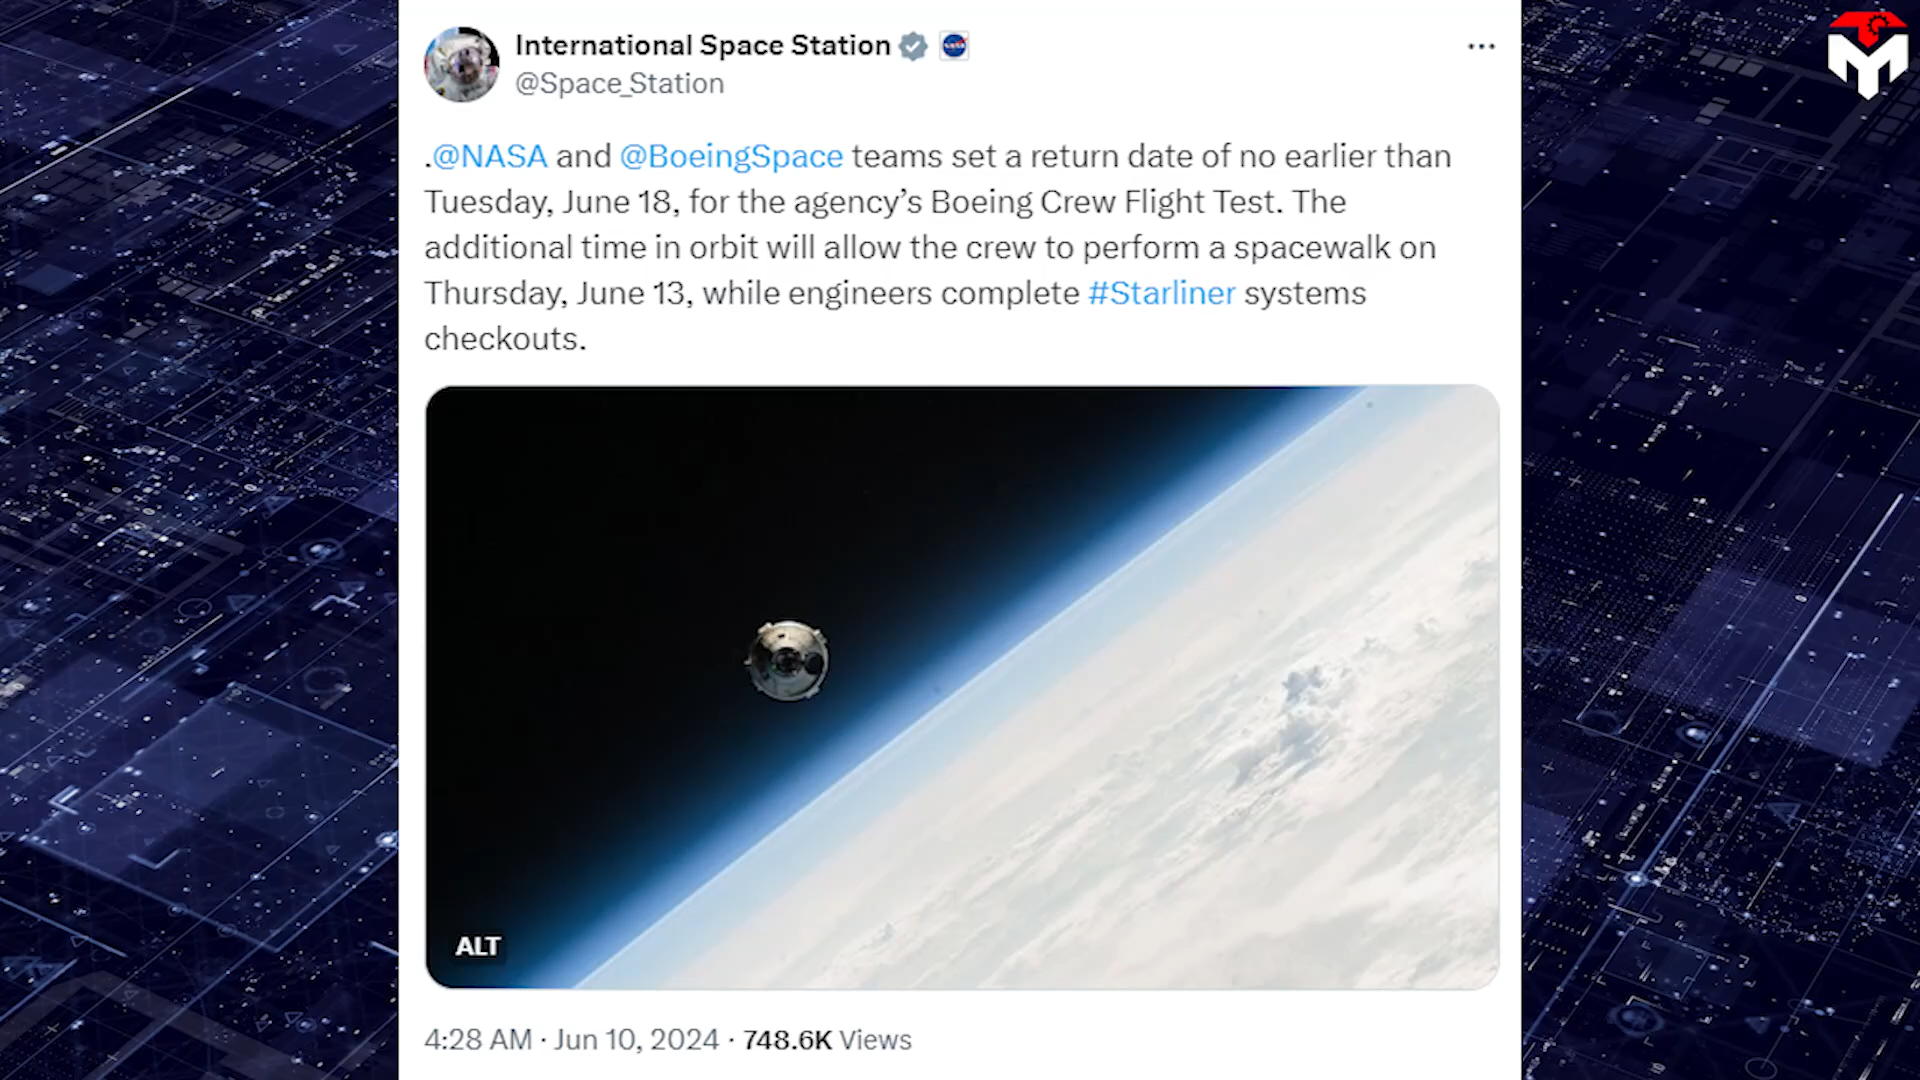 International Space Station
@Space_Station
.@NASA and @BoeingSpace teams set a return date of no earlier than
Tuesday, June 18, for the agency’s Boeing Crew Flight Test. The
additional time in orbit will allow the crew to perform a spacewalk on
Thursday, June 13, while engineers complete #Starliner systems
checkouts.
ALT
4:28 AM · Jun 10, 2024 · 748.6K Views